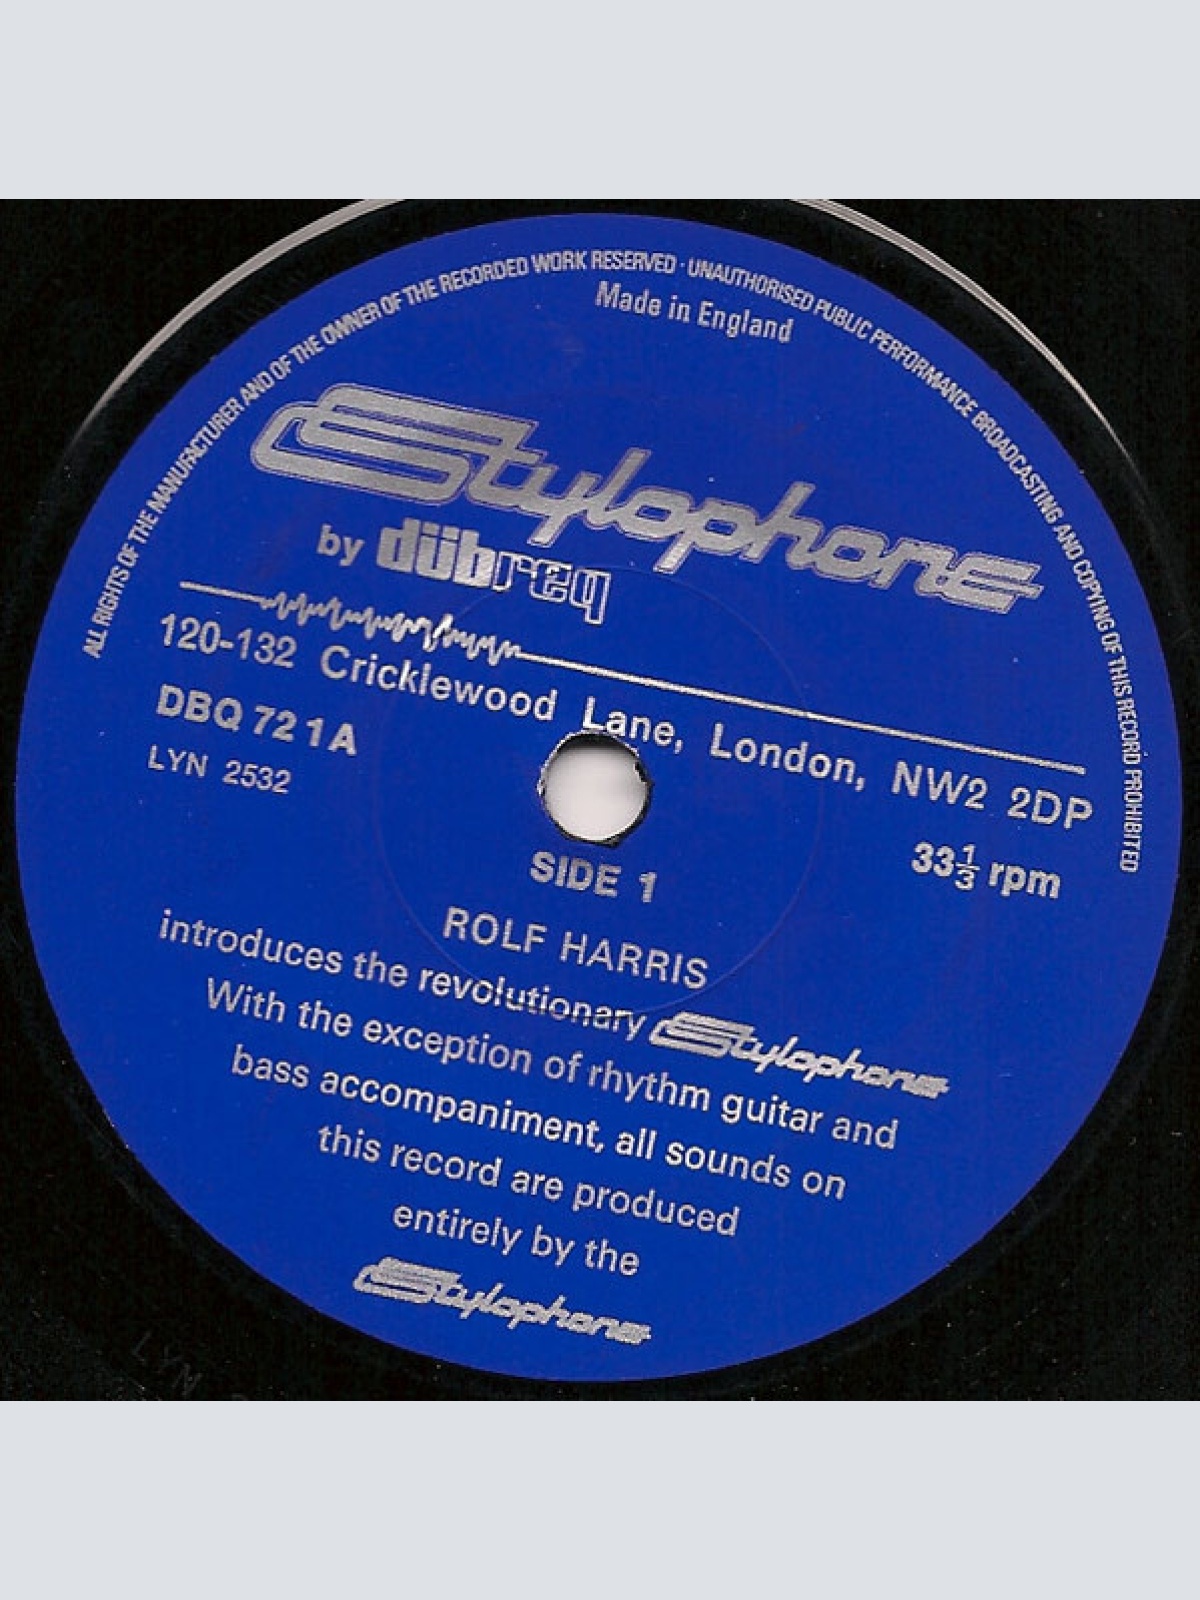 ALL RIGHTS OF THE MANUFACTURER AND OF THE OWNER OF THE RECORDED WORK RESERVED · UNAUTHORISED PUBLIC PERFORMANCE BROADCASTING AND COPYING OF THIS RECORD PROHIBITED
Made in England
Stylophone
by dübreq
120-132 Cricklewood Lane, London, NW2 2DP
DBQ 72 1A
LYN 2532
33⅓ rpm
SIDE 1
ROLF HARRIS
introduces the revolutionary Stylophone
With the exception of rhythm guitar and
bass accompaniment, all sounds on
this record are produced
entirely by the
Stylophone
LYN